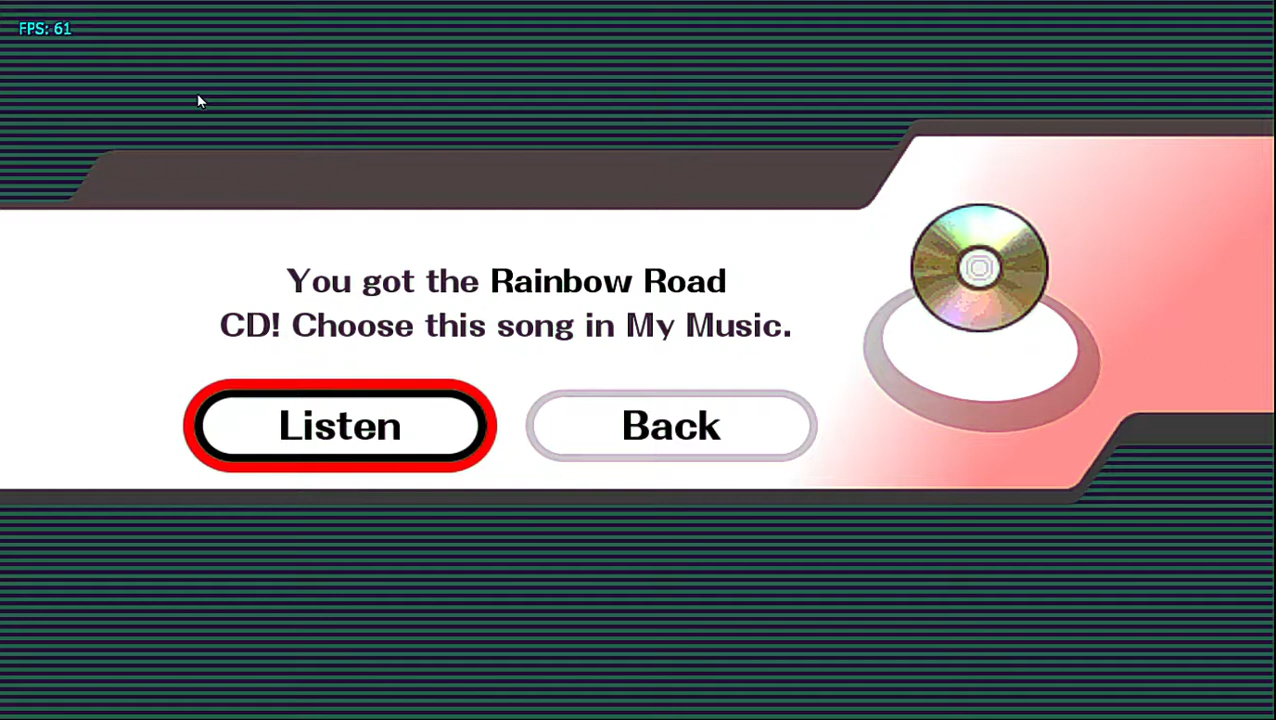 FPS: 61
You got the Rainbow Road
CD! Choose this song in My Music.
Listen
Back